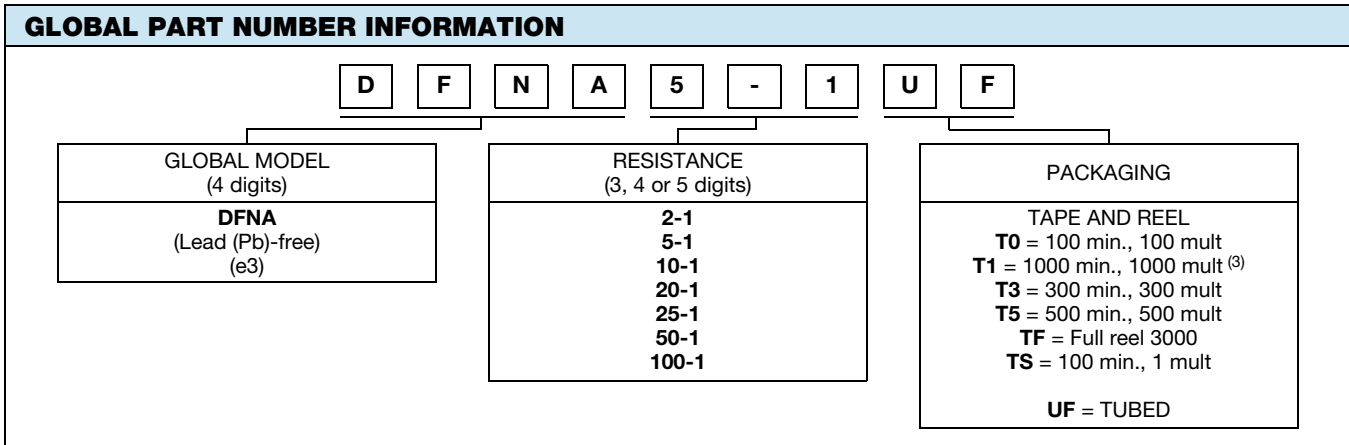 GLOBAL PART NUMBER INFORMATION
D F N A 5 - 1 U F
GLOBAL MODEL
(4 digits)
DFNA
(Lead (Pb)-free)
(e3)
RESISTANCE
(3, 4 or 5 digits)
2-1
5-1
10-1
20-1
25-1
50-1
100-1
PACKAGING
TAPE AND REEL
T0 = 100 min., 100 mult
T1 = 1000 min., 1000 mult (3)
T3 = 300 min., 300 mult
T5 = 500 min., 500 mult
TF = Full reel 3000
TS = 100 min., 1 mult
UF = TUBED